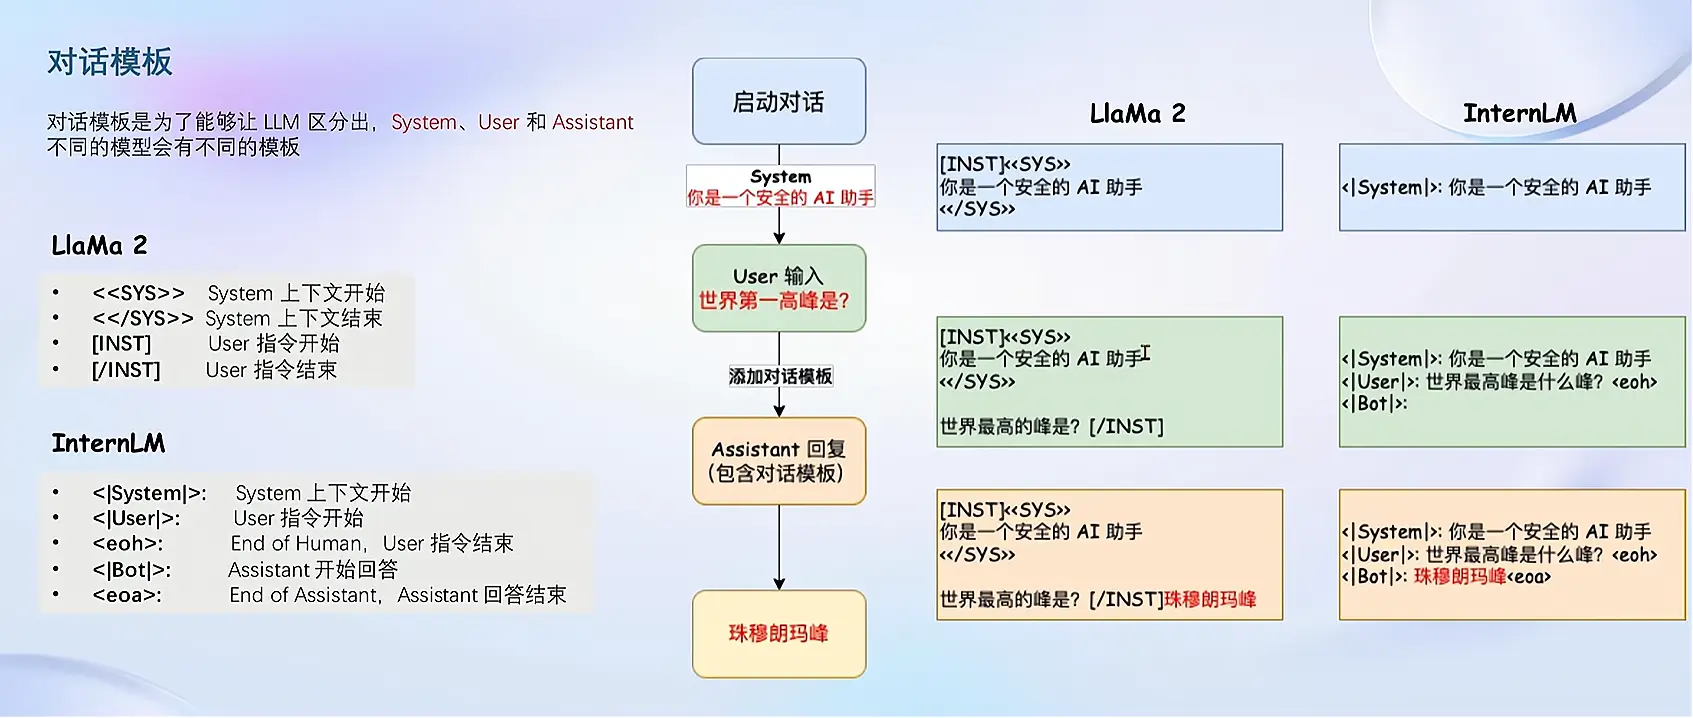 对话模板
对话模板是为了能够让 LLM 区分出，System、User 和 Assistant
不同的模型会有不同的模板
LlaMa 2
• <<SYS>> System 上下文开始
• <</SYS>> System 上下文结束
• [INST] User 指令开始
• [/INST] User 指令结束
InternLM
• <|System|>: System 上下文开始
• <|User|>: User 指令开始
• <eoh>: End of Human，User 指令结束
• <|Bot|>: Assistant 开始回答
• <eoa>: End of Assistant，Assistant 回答结束
启动对话
System
你是一个安全的 AI 助手
User 输入
世界第一高峰是？
添加对话模板
Assistant 回复
（包含对话模板）
珠穆朗玛峰
LlaMa 2
[INST]<<SYS>>
你是一个安全的 AI 助手
<</SYS>>
[INST]<<SYS>>
你是一个安全的 AI 助手
<</SYS>>
世界最高的峰是？[/INST]
[INST]<<SYS>>
你是一个安全的 AI 助手
<</SYS>>
世界最高的峰是？[/INST]珠穆朗玛峰
InternLM
<|System|>: 你是一个安全的 AI 助手
<|System|>: 你是一个安全的 AI 助手
<|User|>: 世界最高峰是什么峰？<eoh>
<|Bot|>:
<|System|>: 你是一个安全的 AI 助手
<|User|>: 世界最高峰是什么峰？<eoh>
<|Bot|>: 珠穆朗玛峰<eoa>